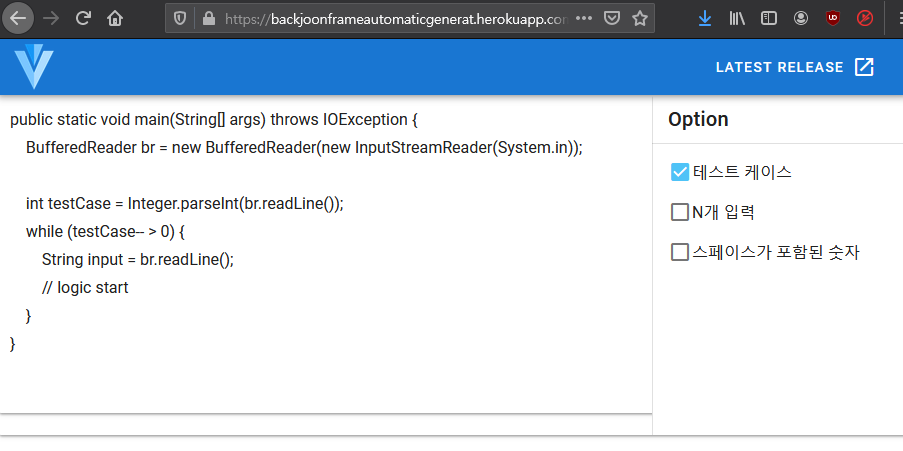 https://backjoonframeautomaticgenerat.herokuapp.com
LATEST RELEASE
public static void main(String[] args) throws IOException {
BufferedReader br = new BufferedReader(new InputStreamReader(System.in));
int testCase = Integer.parseInt(br.readLine());
while (testCase-- > 0) {
String input = br.readLine();
// logic start
}
}
Option
테스트 케이스
N개 입력
스페이스가 포함된 숫자